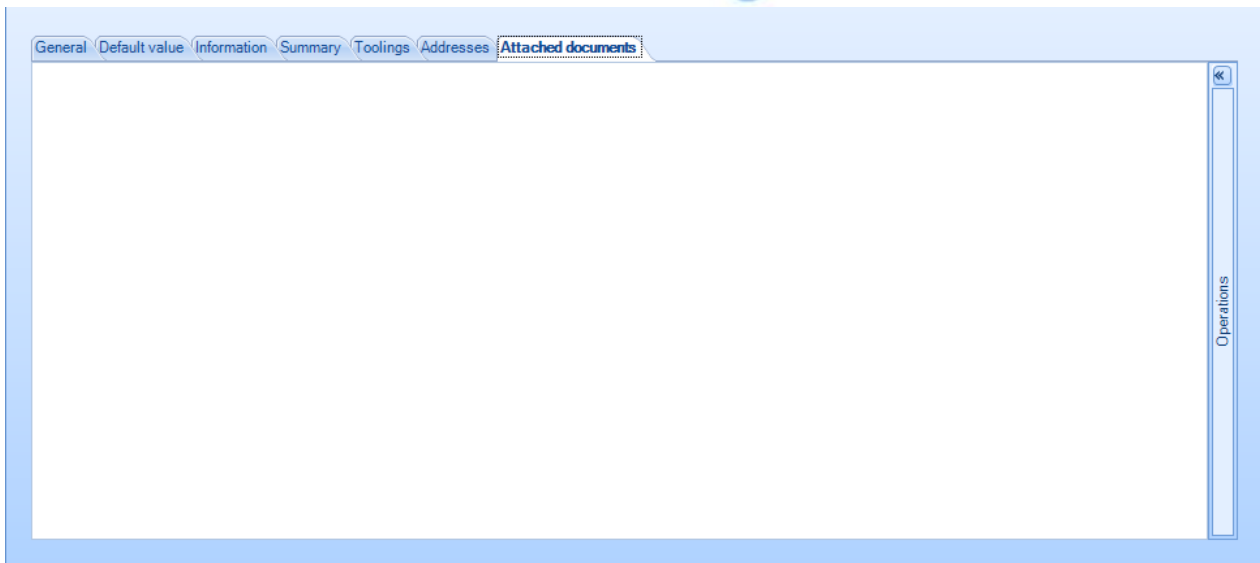 General Default value Information Summary Toolings Addresses Attached documents
Operations